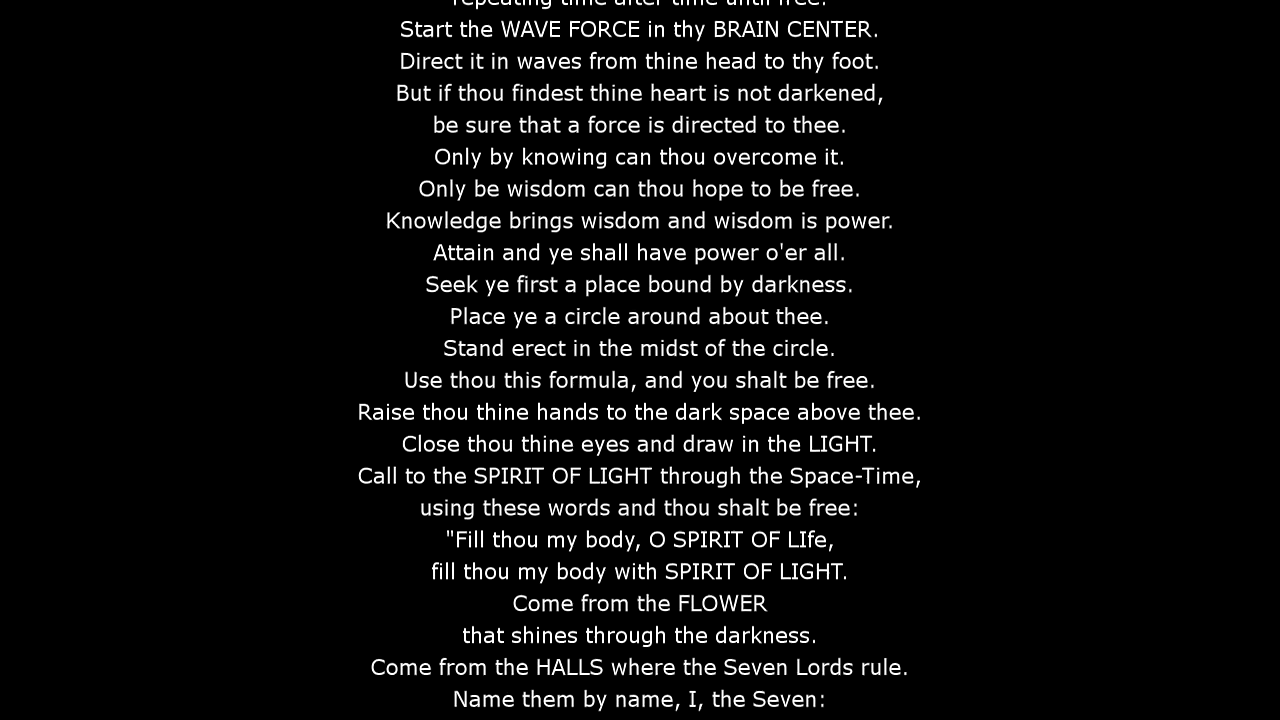 repeating time after time until free.
Start the WAVE FORCE in thy BRAIN CENTER.
Direct it in waves from thine head to thy foot.
But if thou findest thine heart is not darkened,
be sure that a force is directed to thee.
Only by knowing can thou overcome it.
Only be wisdom can thou hope to be free.
Knowledge brings wisdom and wisdom is power.
Attain and ye shall have power o'er all.
Seek ye first a place bound by darkness.
Place ye a circle around about thee.
Stand erect in the midst of the circle.
Use thou this formula, and you shalt be free.
Raise thou thine hands to the dark space above thee.
Close thou thine eyes and draw in the LIGHT.
Call to the SPIRIT OF LIGHT through the Space-Time,
using these words and thou shalt be free:
"Fill thou my body, O SPIRIT OF LIfe,
fill thou my body with SPIRIT OF LIGHT.
Come from the FLOWER
that shines through the darkness.
Come from the HALLS where the Seven Lords rule.
Name them by name, I, the Seven: